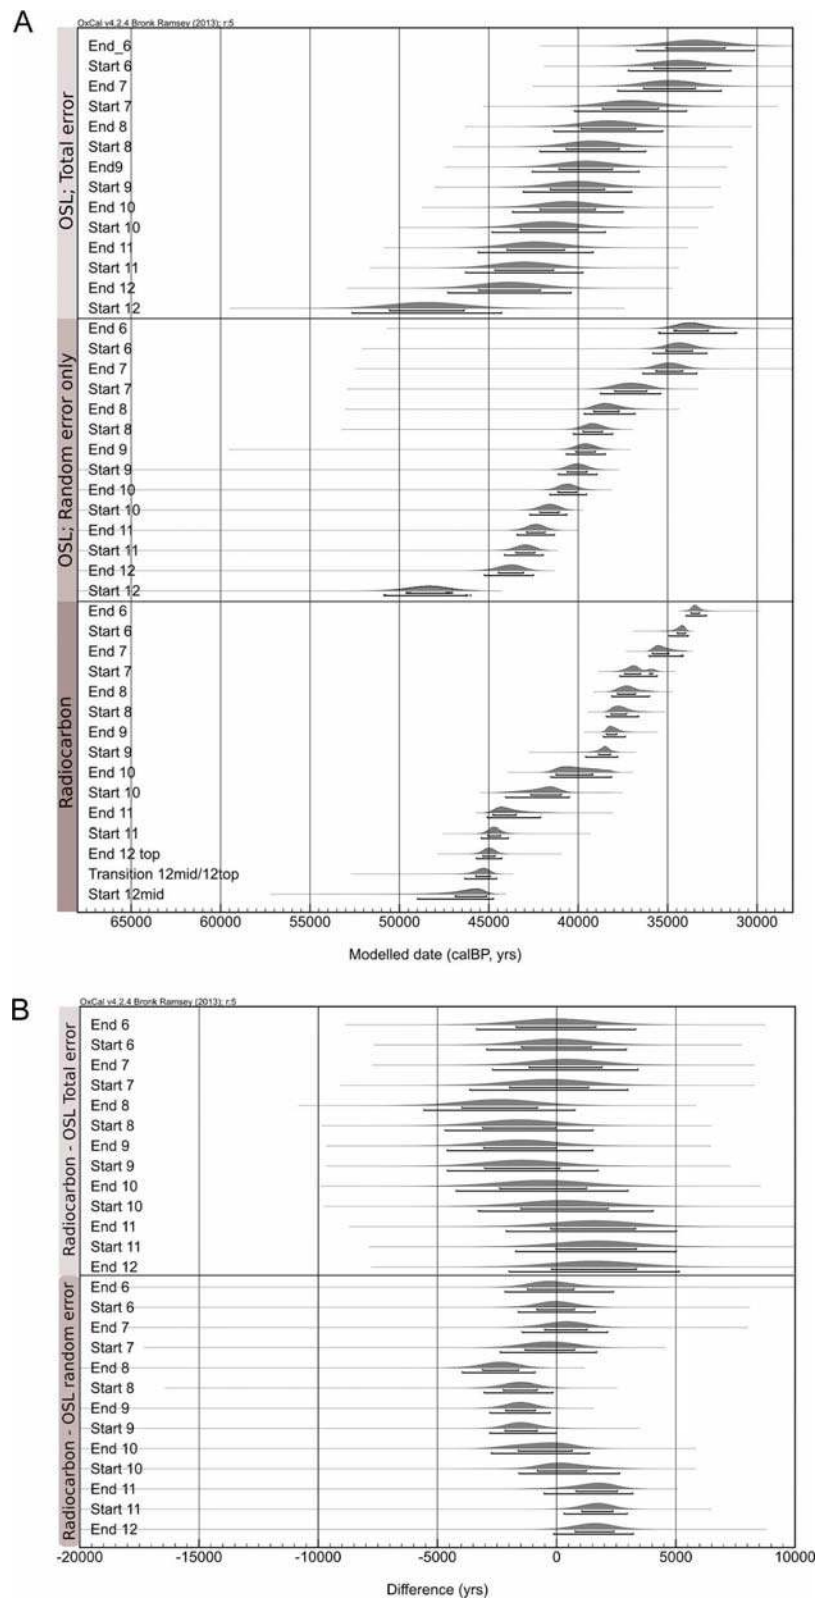 A
OxCal v4.2.4 Bronk Ramsey (2013); r:5
OSL; Total error
End_6
Start 6
End 7
Start 7
End 8
Start 8
End9
Start 9
End 10
Start 10
End 11
Start 11
End 12
Start 12
OSL; Random error only
End 6
Start 6
End 7
Start 7
End 8
Start 8
End 9
Start 9
End 10
Start 10
End 11
Start 11
End 12
Start 12
Radiocarbon
End 6
Start 6
End 7
Start 7
End 8
Start 8
End 9
Start 9
End 10
Start 10
End 11
Start 11
End 12 top
Transition 12mid/12top
Start 12mid
65000 60000 55000 50000 45000 40000 35000 30000
Modelled date (calBP, yrs)
B
OxCal v4.2.4 Bronk Ramsey (2013); r:5
Radiocarbon - OSL Total error
End 6
Start 6
End 7
Start 7
End 8
Start 8
End 9
Start 9
End 10
Start 10
End 11
Start 11
End 12
Radiocarbon - OSL random error
End 6
Start 6
End 7
Start 7
End 8
Start 8
End 9
Start 9
End 10
Start 10
End 11
Start 11
End 12
-20000 -15000 -10000 -5000 0 5000 10000
Difference (yrs)